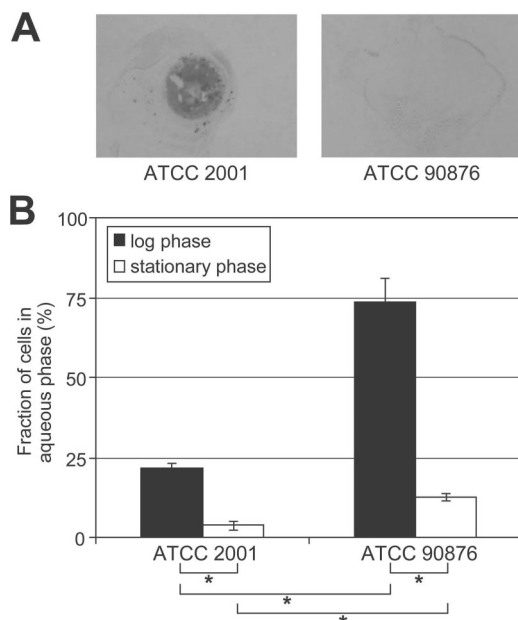 A
ATCC 2001 ATCC 90876
B
Fraction of cells in
aqueous phase (%)
100
75
50
25
0
log phase
stationary phase
ATCC 2001 ATCC 90876
* *
*
*